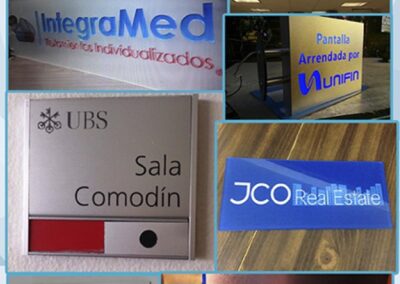 IntegraMed
Tratamientos Individualizados.
Pantalla
Arrendada por
UNIFIN
UBS
Sala
Comodín
JCO Real Estate